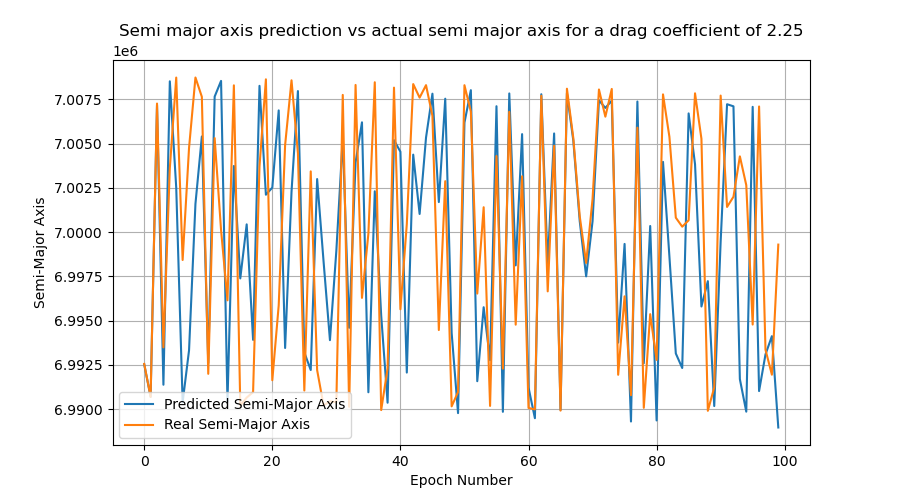 Semi major axis prediction vs actual semi major axis for a drag coefficient of 2.25
1e6
7.0075
7.0050
7.0025
7.0000
6.9975
6.9950
6.9925
6.9900
Semi-Major Axis
Predicted Semi-Major Axis
Real Semi-Major Axis
0 20 40 60 80 100
Epoch Number